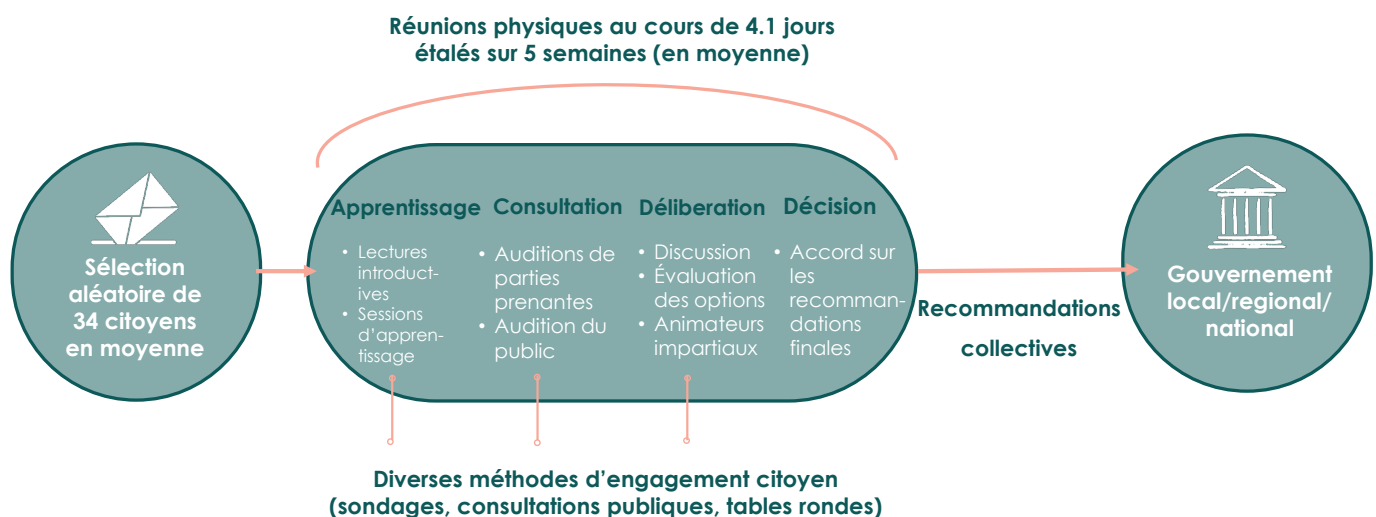 Réunions physiques au cours de 4.1 jours
étalés sur 5 semaines (en moyenne)
Sélection
aléatoire de
34 citoyens
en moyenne
Apprentissage
• Lectures
introduct-
ives
• Sessions
d’appren-
tissage
Consultation
• Auditions de
parties
prenantes
• Audition du
public
Déliberation
• Discussion
• Évaluation
des options
• Animateurs
impartiaux
Décision
• Accord sur
les
recomman-
dations
finales
Recommandations
collectives
Gouvernement
local/regional/
national
Diverses méthodes d’engagement citoyen
(sondages, consultations publiques, tables rondes)